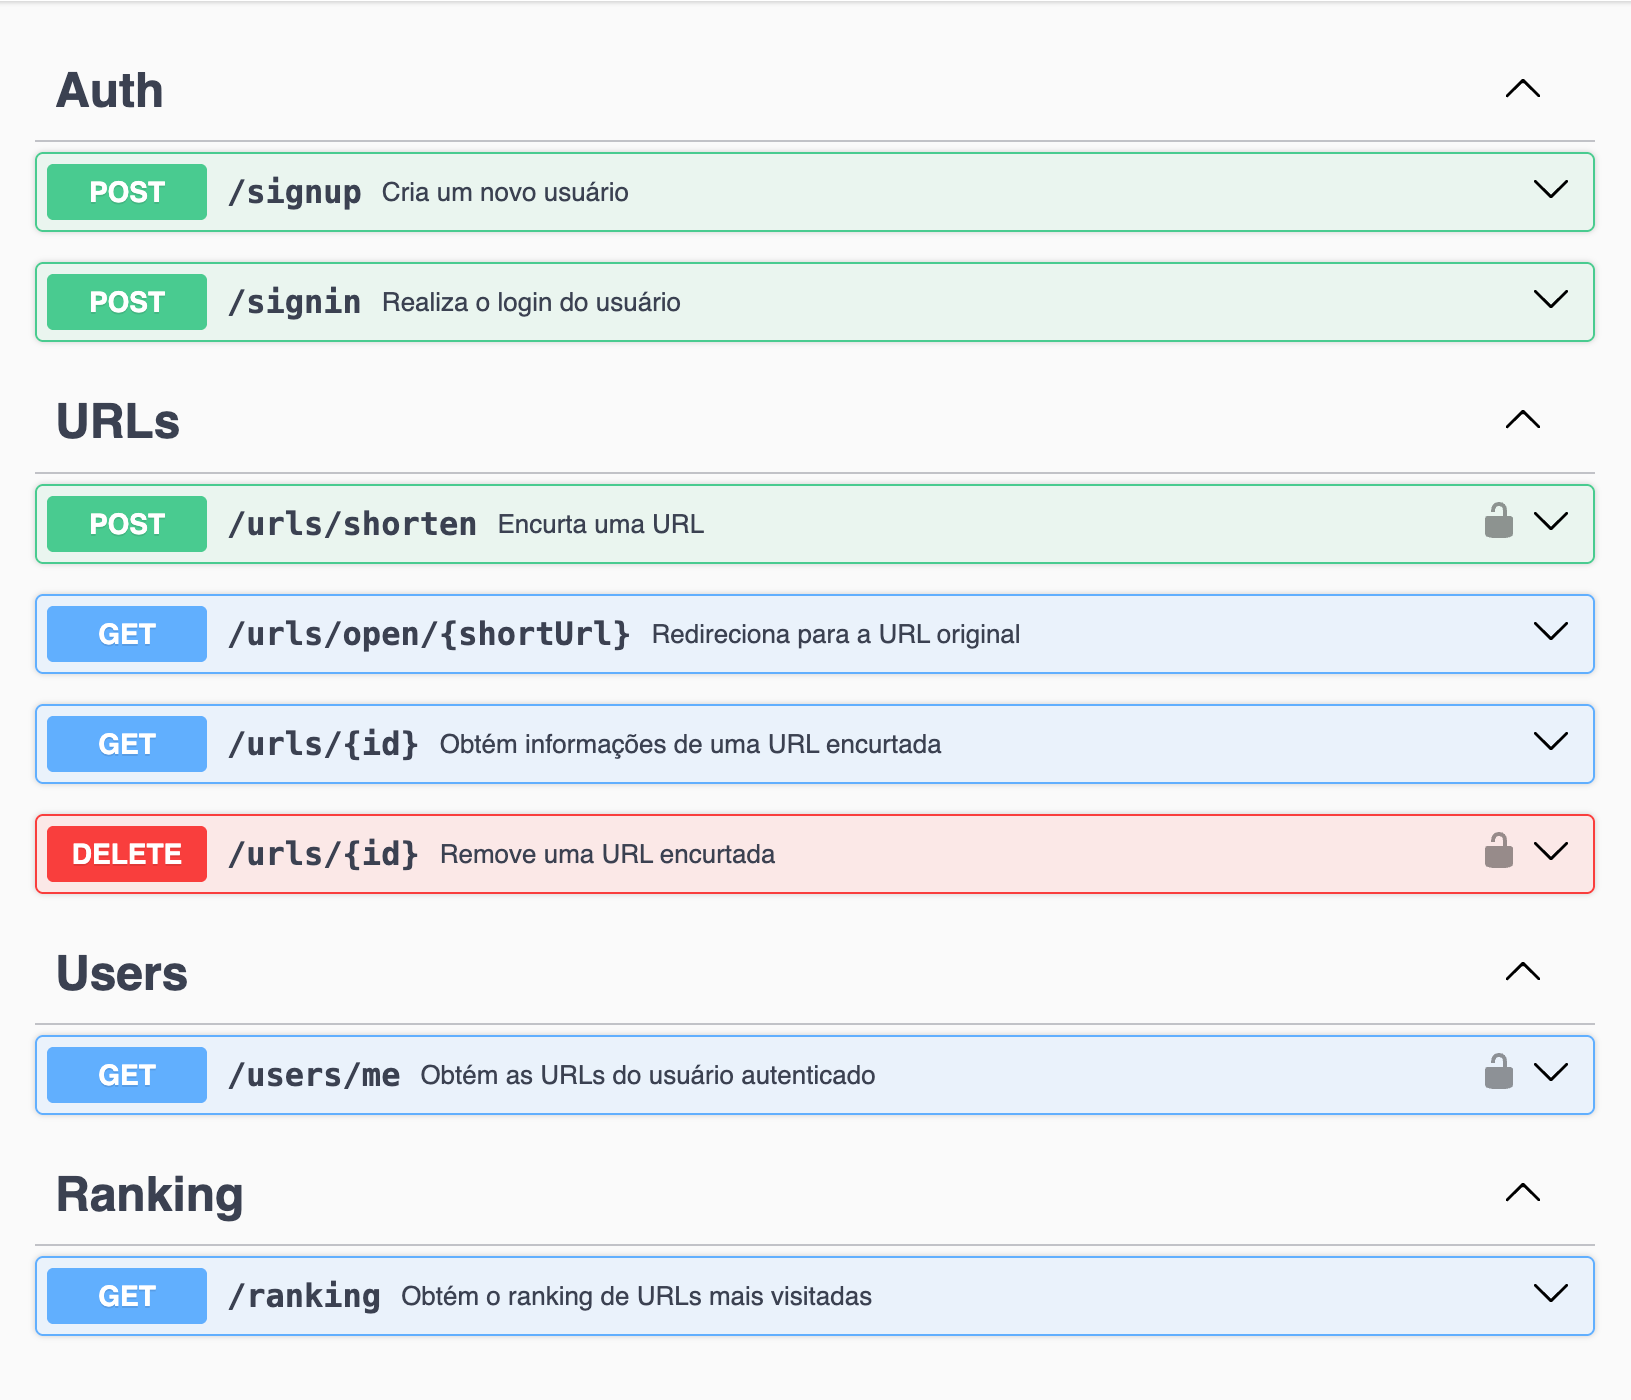 Auth
POST /signup Cria um novo usuário
POST /signin Realiza o login do usuário
URLs
POST /urls/shorten Encurta uma URL
GET /urls/open/{shortUrl} Redireciona para a URL original
GET /urls/{id} Obtém informações de uma URL encurtada
DELETE /urls/{id} Remove uma URL encurtada
Users
GET /users/me Obtém as URLs do usuário autenticado
Ranking
GET /ranking Obtém o ranking de URLs mais visitadas